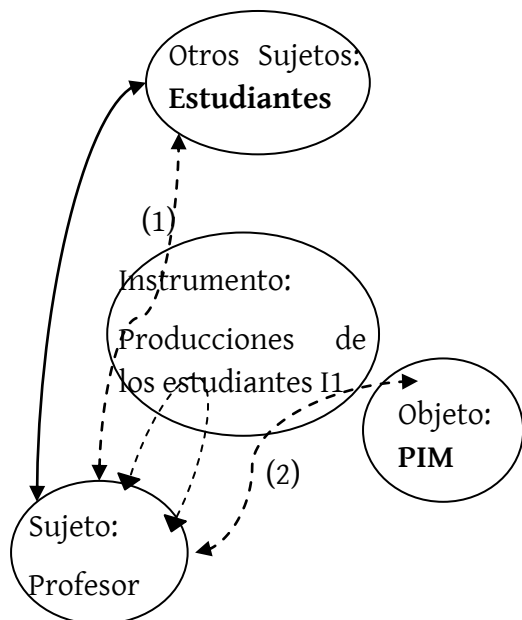 Otros Sujetos:
Estudiantes
(1)
Instrumento:
Producciones de
los estudiantes I1
Objeto:
PIM
(2)
Sujeto:
Profesor